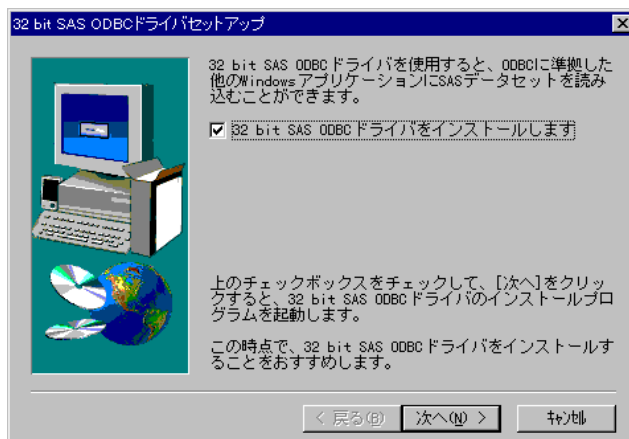 32 bit SAS ODBCドライバセットアップ
32 bit SAS ODBCドライバを使用すると、ODBCに準拠した
他のWindowsアプリケーションにSASデータセットを読み
込むことができます。
32 bit SAS ODBCドライバをインストールします
上のチェックボックスをチェックして、[次へ]をクリッ
クすると、32 bit SAS ODBCドライバのインストールプロ
グラムを起動します。
この時点で、32 bit SAS ODBCドライバをインストールす
ることをおすすめします。
< 戻る(B) 次へ(N) > キャンセル